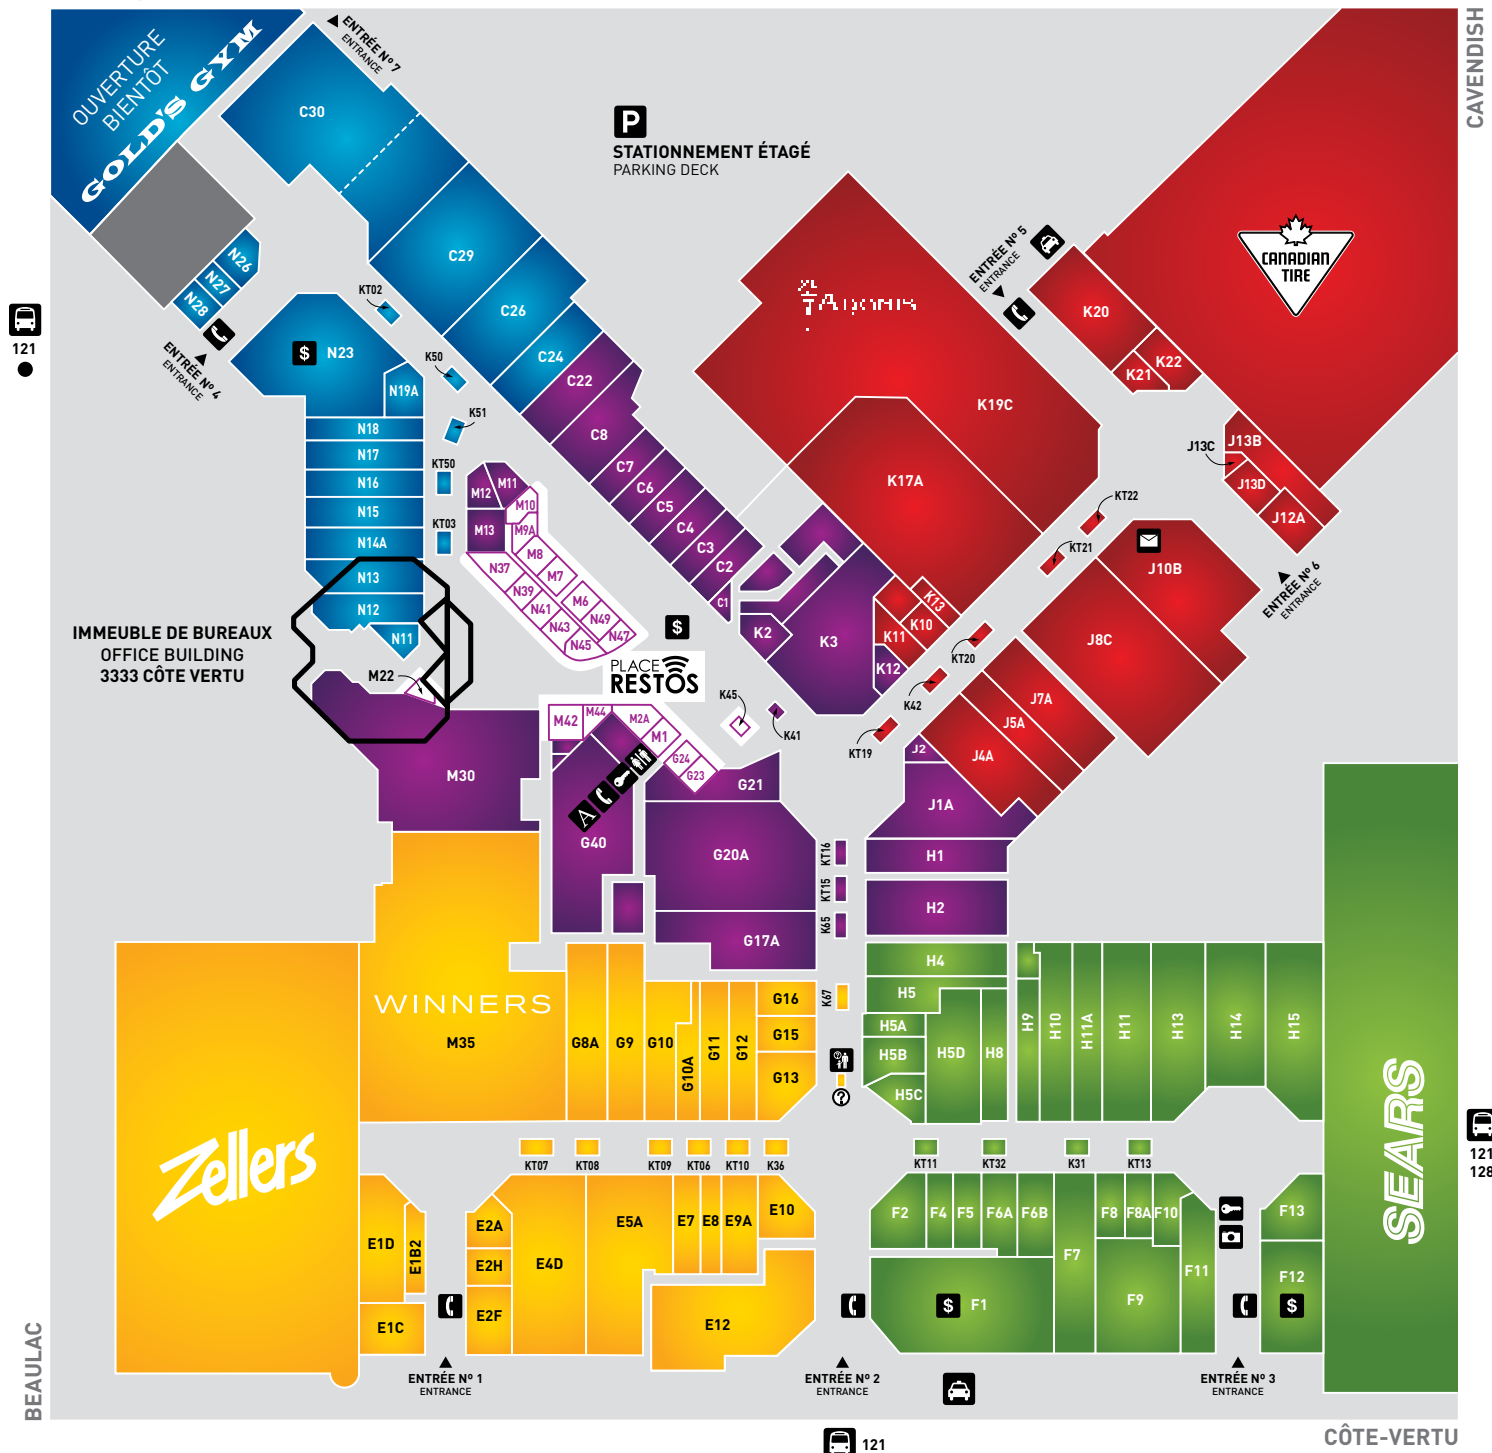 OUVERTURE
BIENTÔT
GOLD'S GYM
ENTRÉE Nº 7
ENTRANCE
CAVENDISH
C30
P
STATIONNEMENT ÉTAGÉ
PARKING DECK
C29
C26
C24
C22
C8
C7
C6
C5
C4
C3
C2
C1
N26
N27
N28
KT02
ENTRÉE Nº 4
ENTRANCE
121
$
N23
N19A
K50
K51
N18
N17
N16
N15
N14A
N13
N12
N11
KT50
KT03
M11
M12
M10
M13
M9A
M8
M7
M6
N37
N39
N41
N43
N45
N49
N47
IMMEUBLE DE BUREAUX
OFFICE BUILDING
3333 CÔTE VERTU
M22
$
PLACE
RESTOS
ENTRÉE Nº 5
ENTRANCE
CANADIAN
TIRE
K20
K22
K21
Adonis
K19C
K17A
J13C
J13B
J13D
J12A
KT22
KT21
J10B
ENTRÉE Nº 6
ENTRANCE
J8C
K13
K10
K11
K12
K2
K3
KT20
K42
KT19
K45
K41
J7A
J5A
J4A
J2
J1A
H1
H2
M42
M44
M2A
M1
G24
G23
G21
M30
A
G40
G20A
G17A
KT16
KT15
K65
K67
WINNERS
M35
G8A
G9
G10
G10A
G11
G12
G16
G15
G13
?
H4
H5
H5A
H5B
H5C
H5D
H8
H9
H10
H11A
H11
H13
H14
H15
Zellers
SEARS
121
128
KT07
KT08
KT09
KT06
KT10
K36
KT11
KT32
K31
KT13
E1D
E1B2
E1C
E2A
E2H
E2F
E4D
E5A
E7
E8
E9A
E10
E12
F2
F4
F5
F6A
F6B
F7
F8
F8A
F10
F11
F9
$
F1
F13
F12
$
BEAULAC
ENTRÉE Nº 1
ENTRANCE
ENTRÉE Nº 2
ENTRANCE
ENTRÉE Nº 3
ENTRANCE
121
CÔTE-VERTU